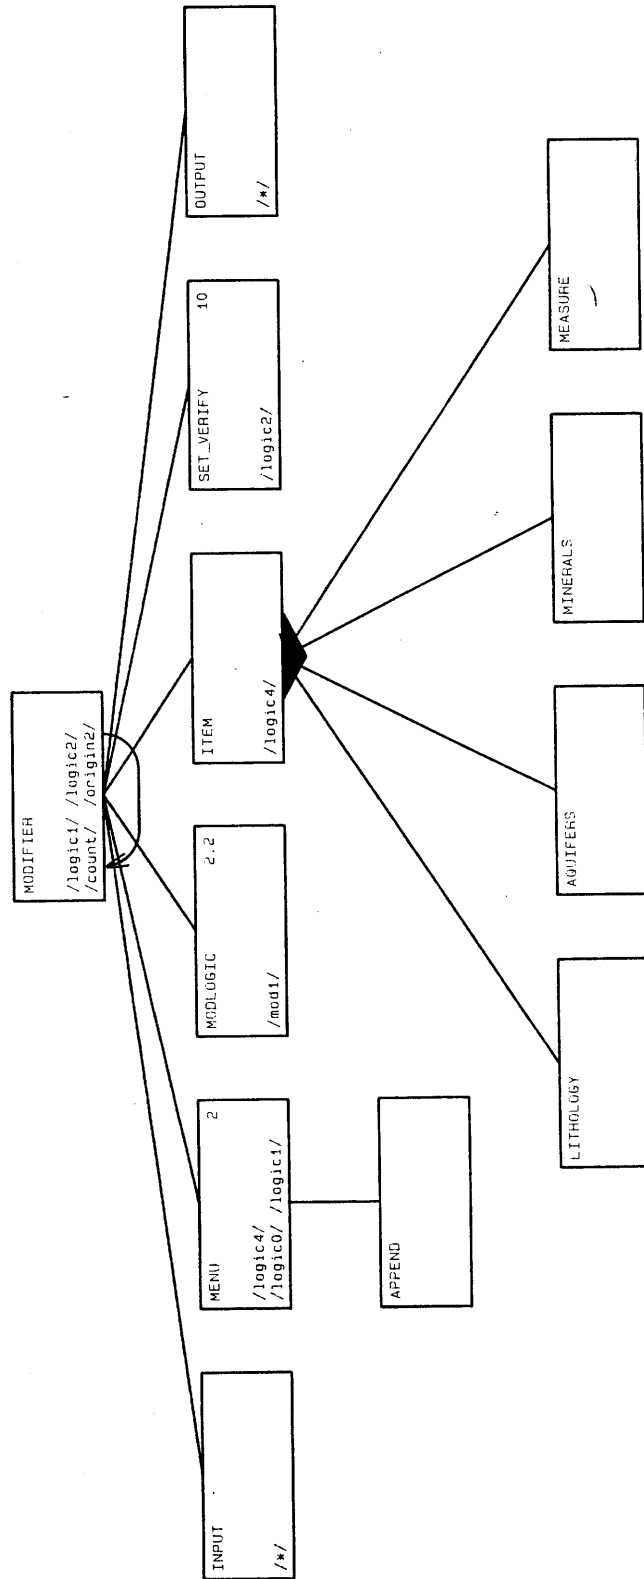 MODIFIER
/logic1/ /logic2/
/count/ /origin2/
INPUT
/*/
MENU 2
/logic4/
/logic0/ /logic1/
MODLOGIC 2.2
/mod1/
ITEM
/logic4/
SET_VERIFY 10
/logic2/
OUTPUT
/*/
APPEND
LITHOLOGY
AQUIFERS
MINERALS
MEASURE